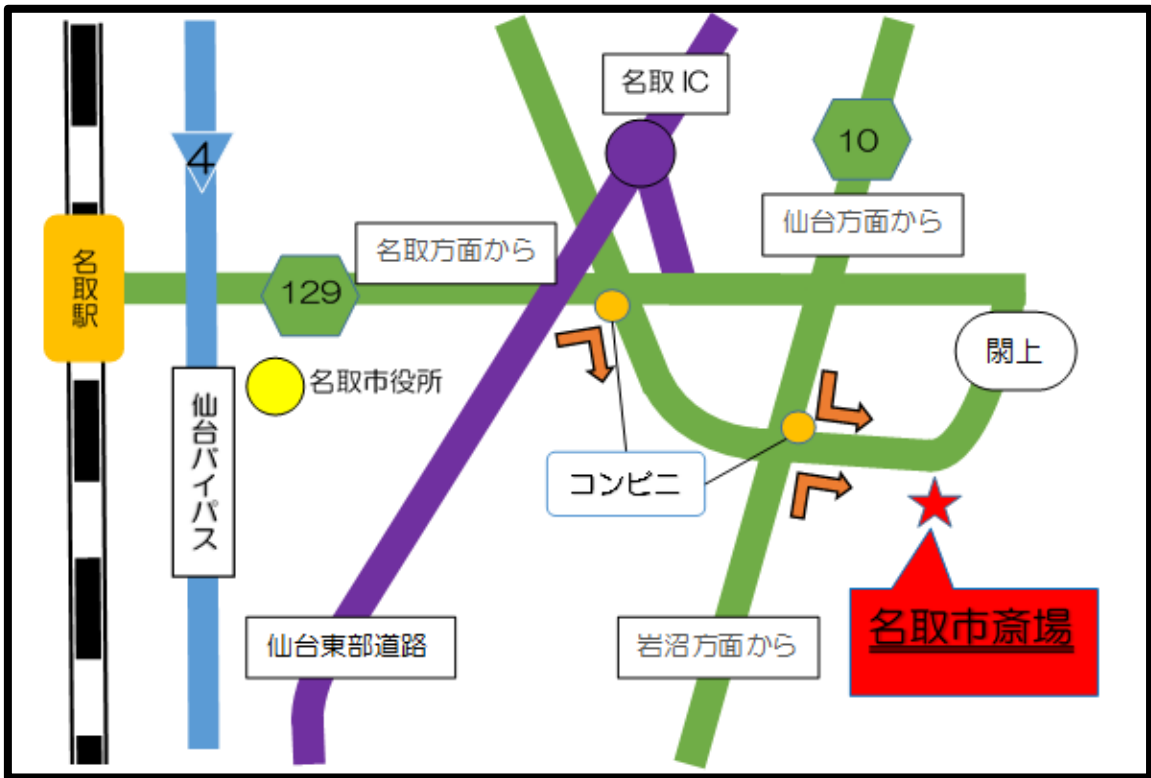 名取 IC
4
10
仙台方面から
名取方面から
名取駅
129
閖上
名取市役所
仙台バイパス
コンビニ
名取市斎場
仙台東部道路
岩沼方面から